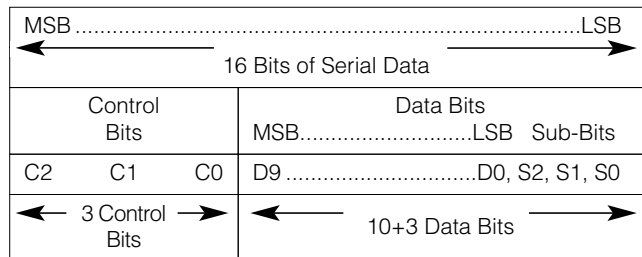 MSB.......................................................................LSB
16 Bits of Serial Data
Control Bits
Data Bits
MSB............................LSB Sub-Bits
C2 C1 C0
D9 ...............................D0, S2, S1, S0
3 Control Bits
10+3 Data Bits